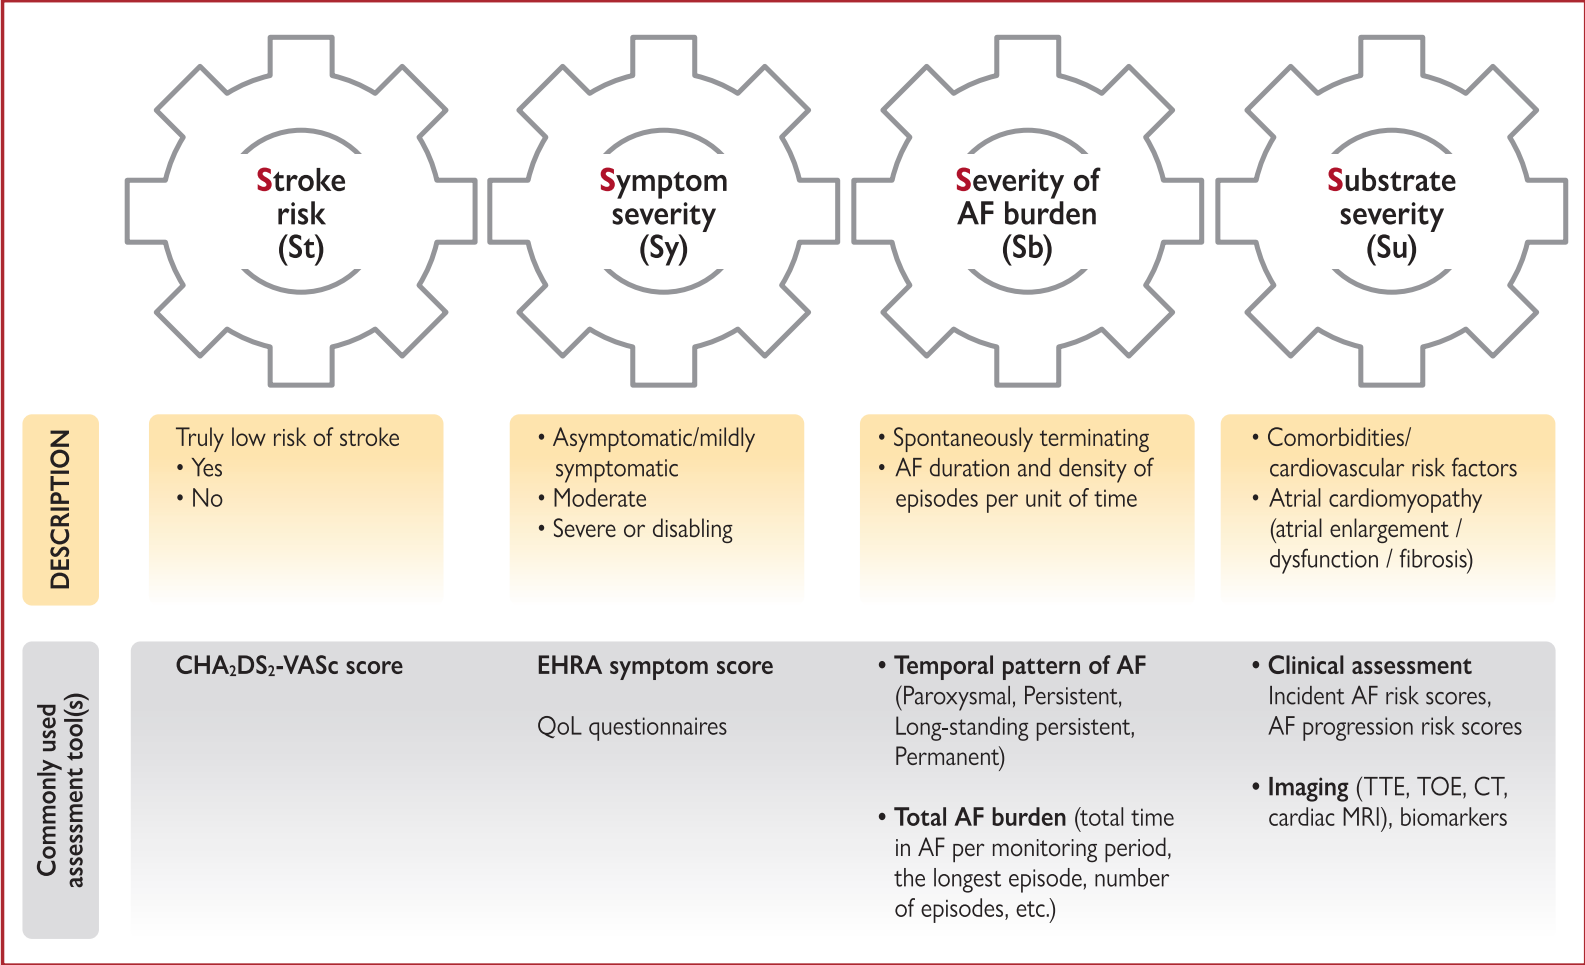 Stroke
risk
(St)
Symptom
severity
(Sy)
Severity of
AF burden
(Sb)
Substrate
severity
(Su)
DESCRIPTION
Truly low risk of stroke
• Yes
• No
• Asymptomatic/mildly
symptomatic
• Moderate
• Severe or disabling
• Spontaneously terminating
• AF duration and density of
episodes per unit of time
• Comorbidities/
cardiovascular risk factors
• Atrial cardiomyopathy
(atrial enlargement /
dysfunction / fibrosis)
Commonly used
assessment tool(s)
CHA₂DS₂-VASc score
EHRA symptom score
QoL questionnaires
• Temporal pattern of AF
(Paroxysmal, Persistent,
Long-standing persistent,
Permanent)
• Total AF burden (total time
in AF per monitoring period,
the longest episode, number
of episodes, etc.)
• Clinical assessment
Incident AF risk scores,
AF progression risk scores
• Imaging (TTE, TOE, CT,
cardiac MRI), biomarkers